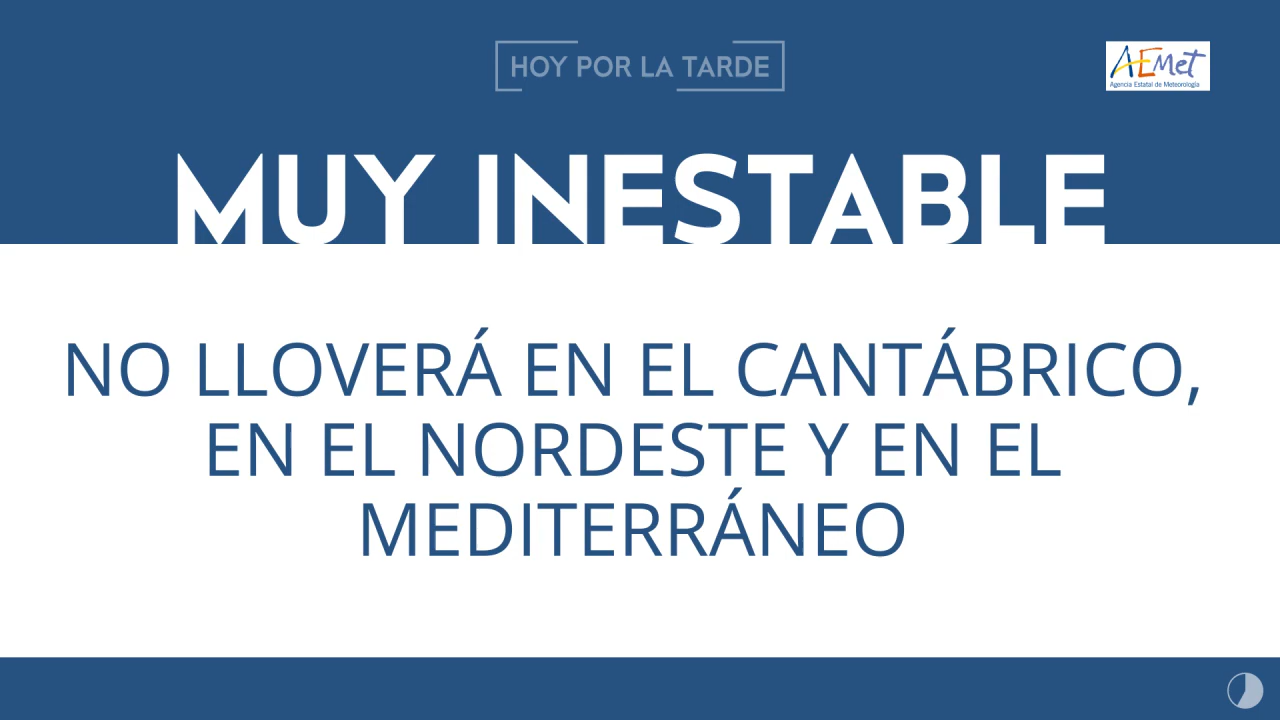 HOY POR LA TARDE
AEMet
Agencia Estatal de Meteorología
MUY INESTABLE
NO LLOVERÁ EN EL CANTÁBRICO,
EN EL NORDESTE Y EN EL
MEDITERRÁNEO